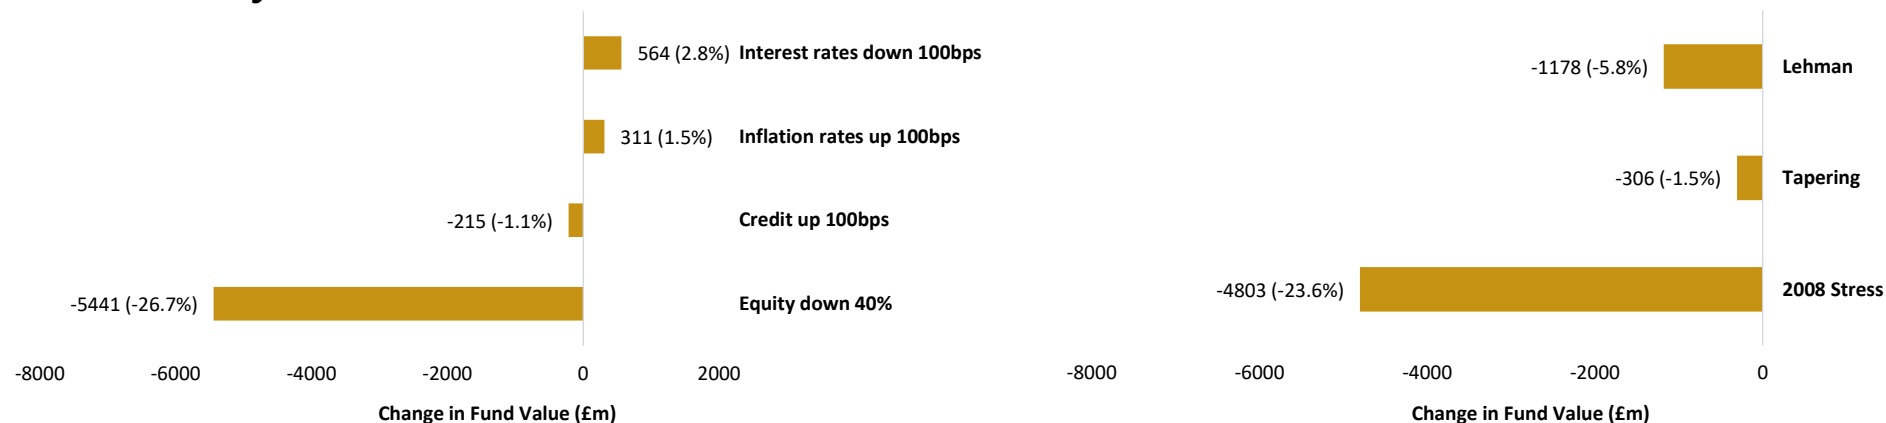 564 (2.8%) Interest rates down 100bps
311 (1.5%) Inflation rates up 100bps
-215 (-1.1%) Credit up 100bps
-5441 (-26.7%) Equity down 40%
-8000 -6000 -4000 -2000 0 2000
Change in Fund Value (£m)
-1178 (-5.8%) Lehman
-306 (-1.5%) Tapering
-4803 (-23.6%) 2008 Stress
-8000 -6000 -4000 -2000 0
Change in Fund Value (£m)